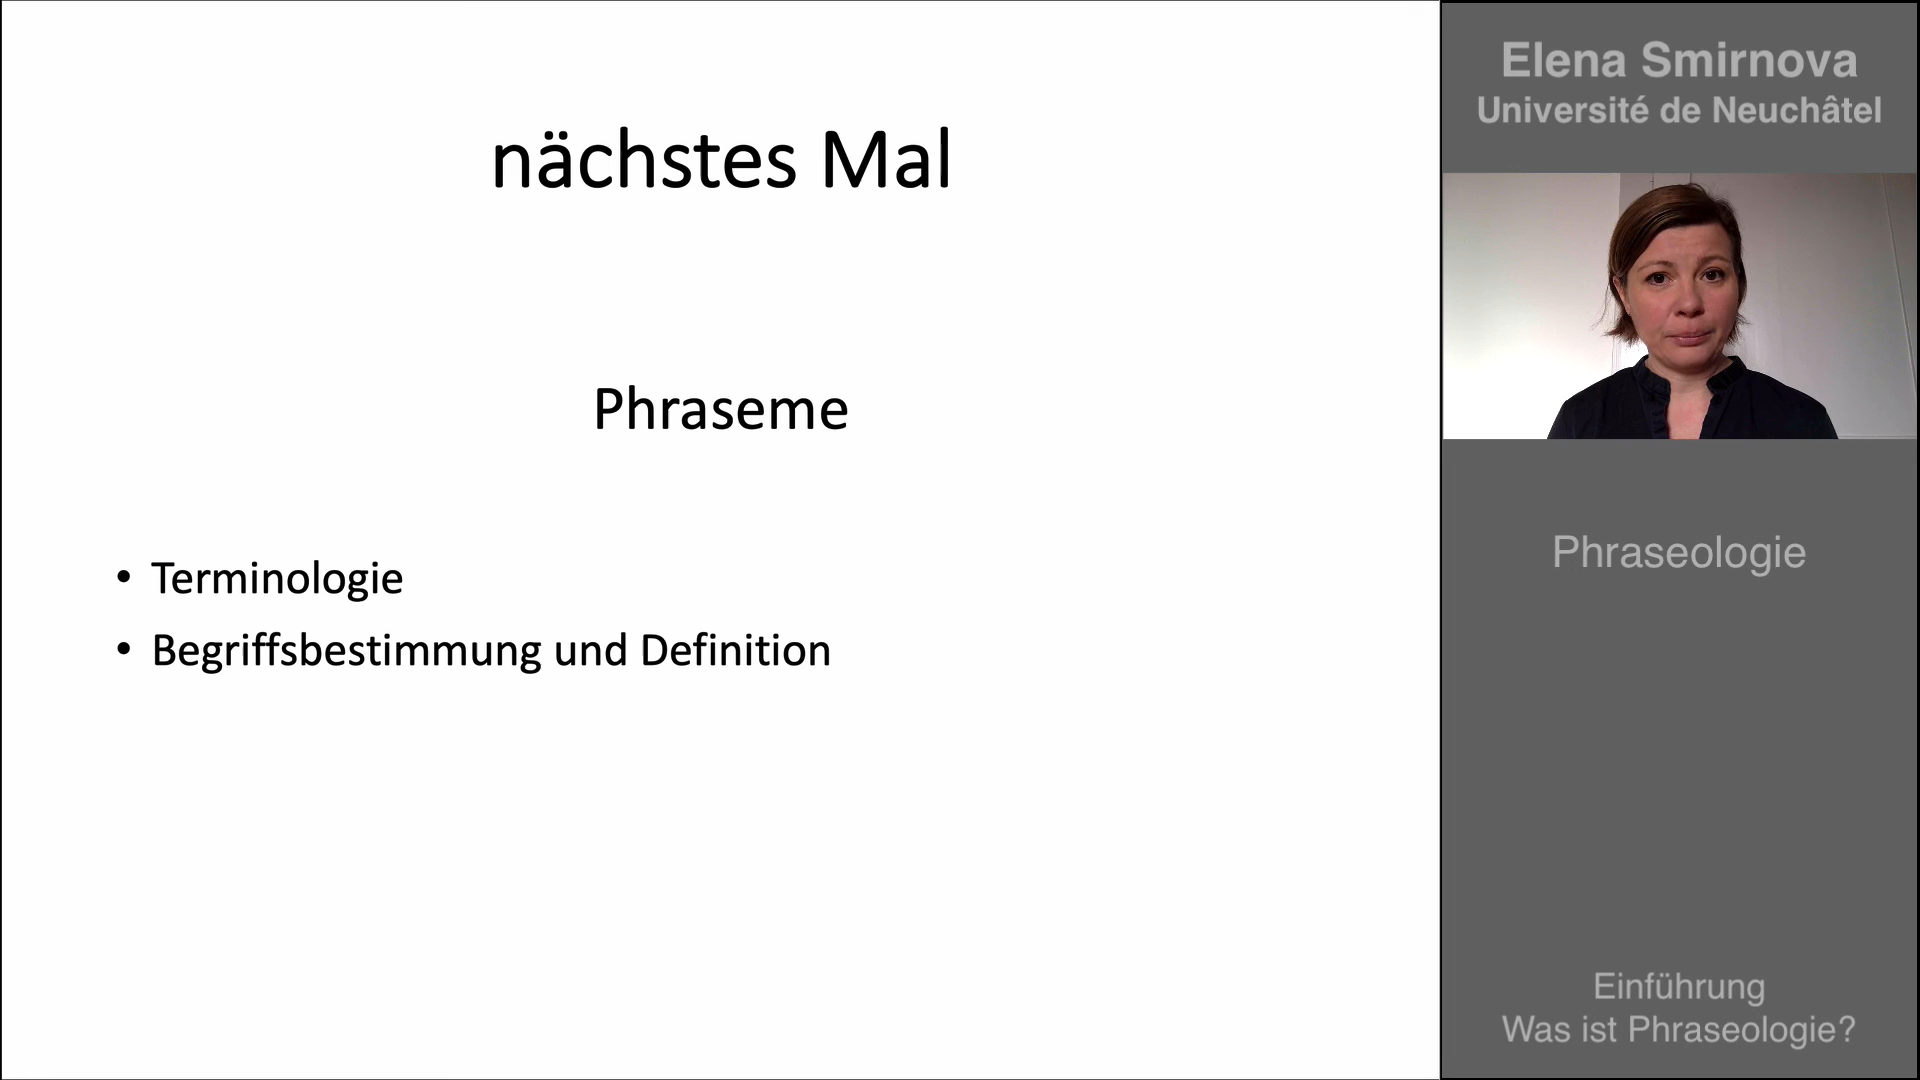 nächstes Mal
Phraseme
• Terminologie
• Begriffsbestimmung und Definition
Elena Smirnova
Université de Neuchâtel
Phraseologie
Einführung
Was ist Phraseologie?